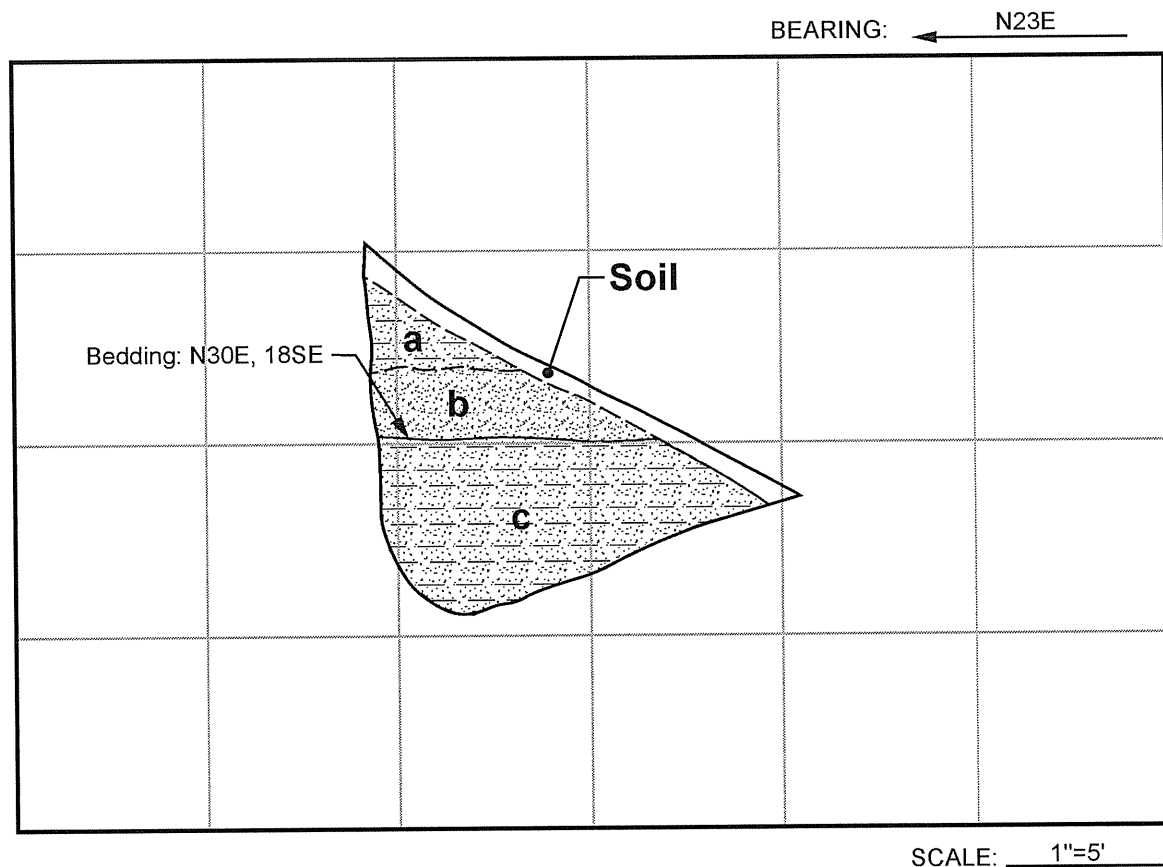 BEARING: N23E
Soil
a
Bedding: N30E, 18SE
b
c
SCALE: 1"=5'